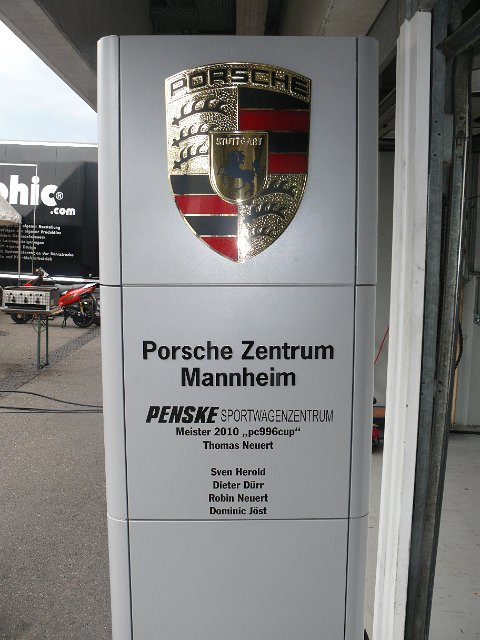 PORSCHE
STUTTGART
Porsche Zentrum
Mannheim
PENSKE SPORTWAGENZENTRUM
Meister 2010 „pc996cup“
Thomas Neuert
Sven Herold
Dieter Dürr
Robin Neuert
Dominic Jöst
phic®
.com